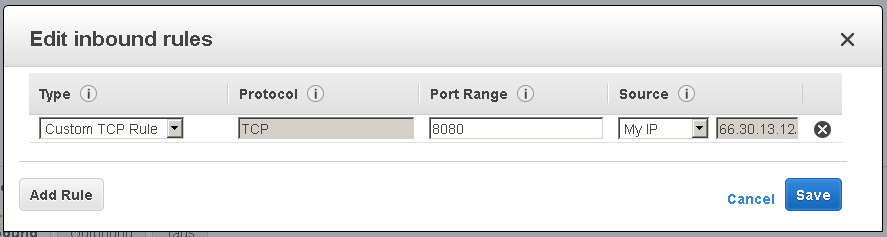 Edit inbound rules
Type Protocol Port Range Source
Custom TCP Rule TCP 8080 My IP 66.30.13.12
Add Rule Cancel Save
Tags